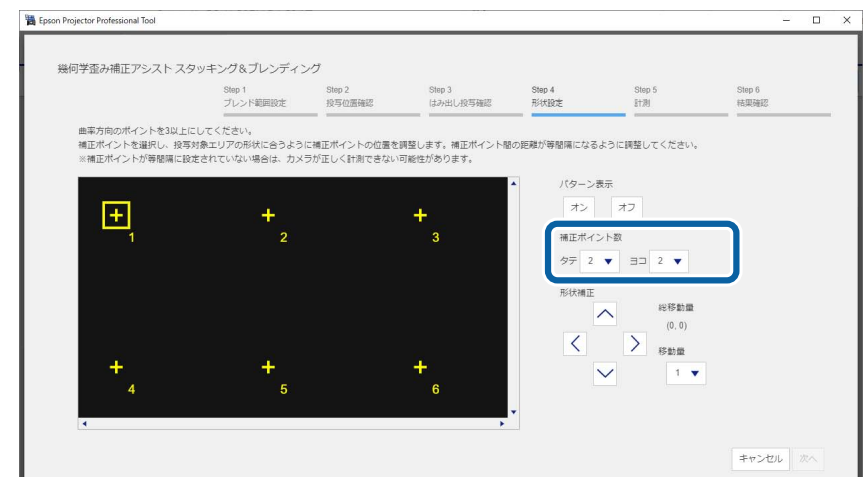 Epson Projector Professional Tool
幾何学歪み補正アシスト スタッキング＆ブレンディング
Step 1 Step 2 Step 3 Step 4 Step 5 Step 6
ブレンド範囲設定 投写位置確認 はみ出し投写確認 形状設定 計測 結果確認
曲率方向のポイントを3以上にしてください。
補正ポイントを選択し、投写対象エリアの形状に合うように補正ポイントの位置を調整します。補正ポイント間の距離が等間隔になるように調整してください。
※補正ポイントが等間隔に設定されていない場合は、カメラが正しく計測できない可能性があります。
1 2 3
4 5 6
パターン表示
オン オフ
補正ポイント数
タテ 2 ヨコ 2
形状補正
総移動量
(0, 0)
移動量
1
キャンセル 次へ